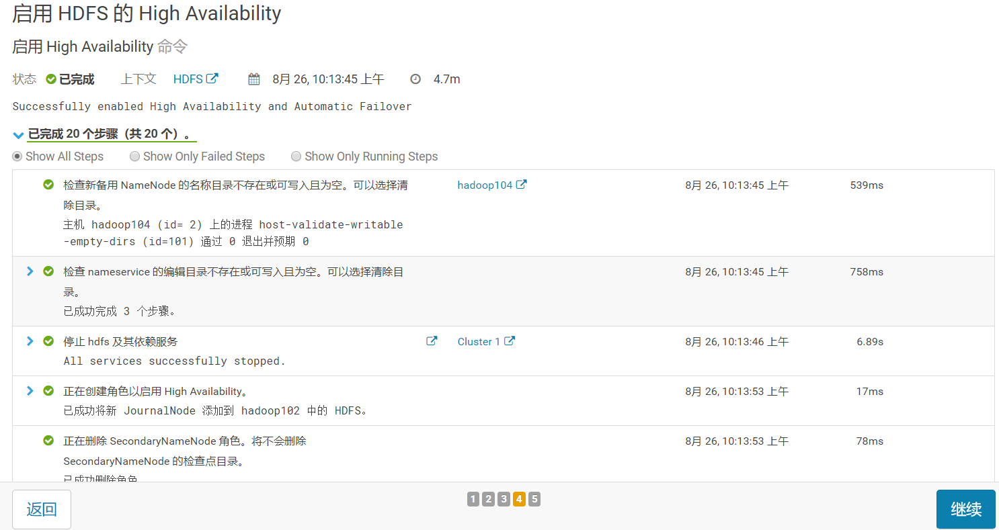 启用 HDFS 的 High Availability
启用 High Availability 命令
状态 已完成 上下文 HDFS 8月 26, 10:13:45 上午 4.7m
Successfully enabled High Availability and Automatic Failover
已完成 20 个步骤（共 20 个）。
Show All Steps Show Only Failed Steps Show Only Running Steps
检查新备用 NameNode 的名称目录不存在或可写入且为空。可以选择清 hadoop104 8月 26, 10:13:45 上午 539ms
除目录。
主机 hadoop104 (id= 2) 上的进程 host-validate-writable
-empty-dirs (id=101) 通过 0 退出并预期 0
检查 nameservice 的编辑目录不存在或可写入且为空。可以选择清除目 8月 26, 10:13:45 上午 758ms
录。
已成功完成 3 个步骤。
停止 hdfs 及其依赖服务 Cluster 1 8月 26, 10:13:46 上午 6.89s
All services successfully stopped.
正在创建角色以启用 High Availability。 8月 26, 10:13:53 上午 17ms
已成功将新 JournalNode 添加到 hadoop102 中的 HDFS。
正在删除 SecondaryNameNode 角色。将不会删除 8月 26, 10:13:53 上午 78ms
SecondaryNameNode 的检查点目录。
已成功删除角色
返回 1 2 3 4 5 继续